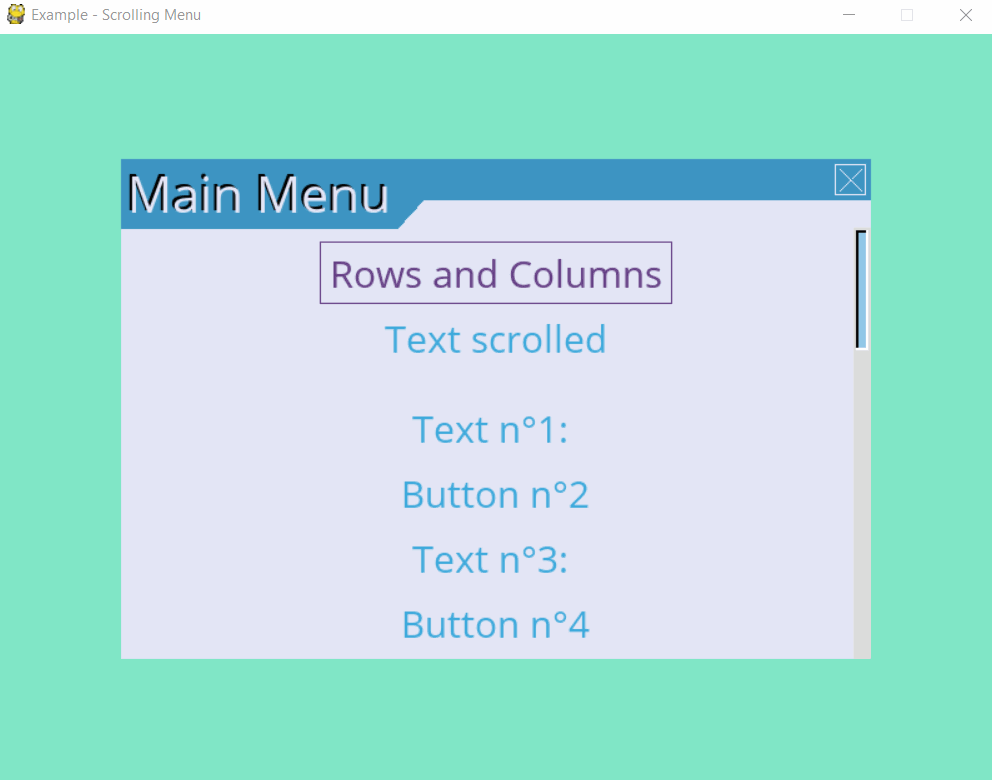 Example - Scrolling Menu
Main Menu
Rows and Columns
Text scrolled
Text n°1:
Button n°2
Text n°3:
Button n°4